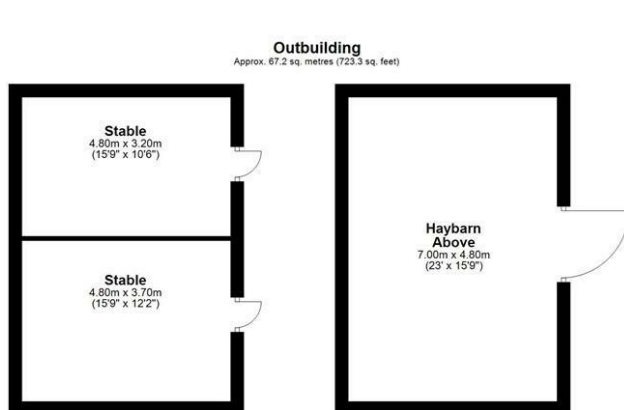 Outbuilding
Approx. 67.2 sq. metres (723.3 sq. feet)
Stable
4.80m x 3.20m
(15'9" x 10'6")
Stable
4.80m x 3.70m
(15'9" x 12'2")
Haybarn
Above
7.00m x 4.80m
(23' x 15'9")